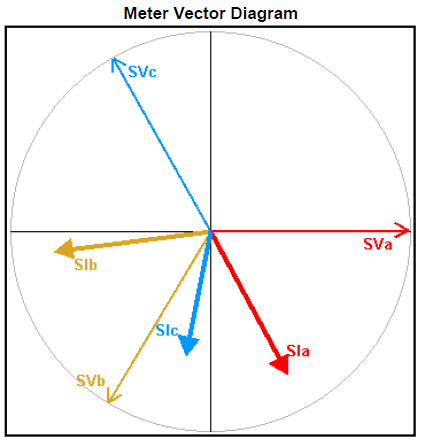 Meter Vector Diagram
SVc
SVa
SIb
SIc
SIa
SVb